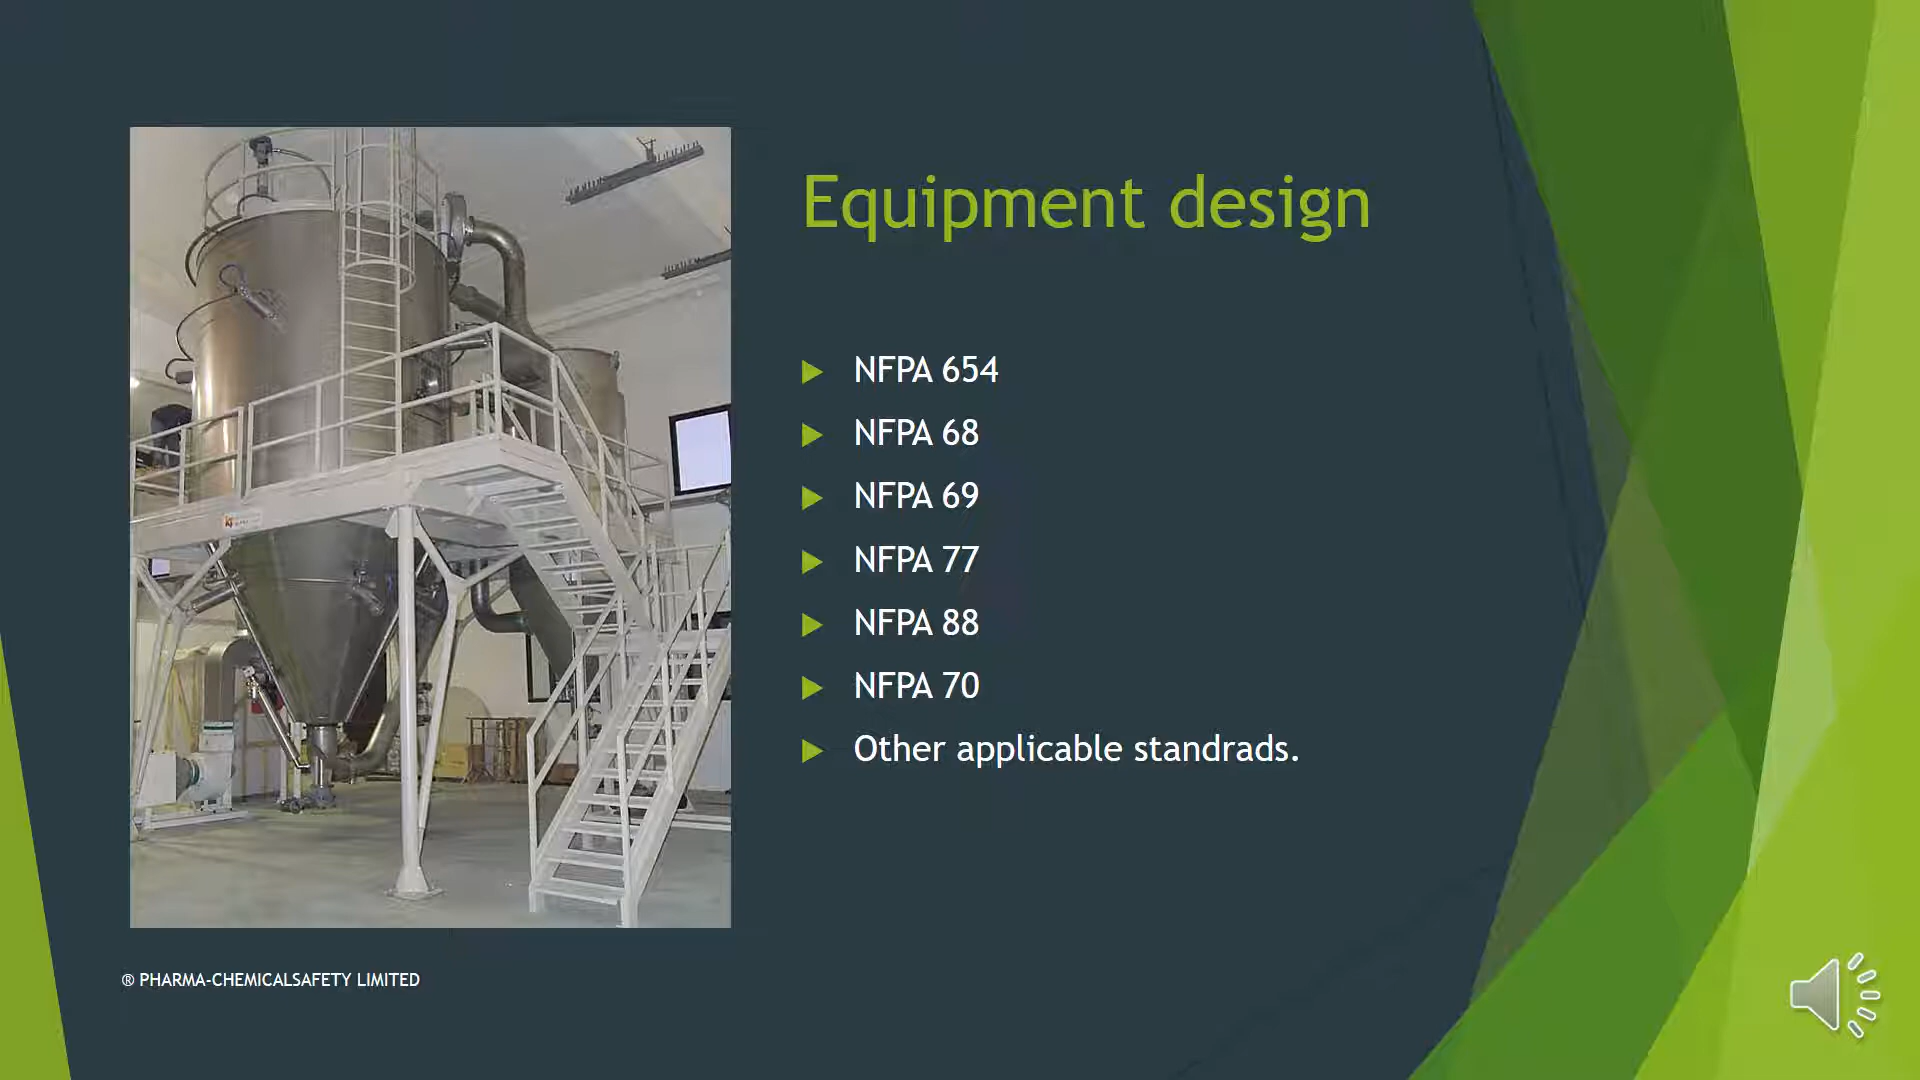 Equipment design
NFPA 654
NFPA 68
NFPA 69
NFPA 77
NFPA 88
NFPA 70
Other applicable standrads.
® PHARMA-CHEMICALSAFETY LIMITED